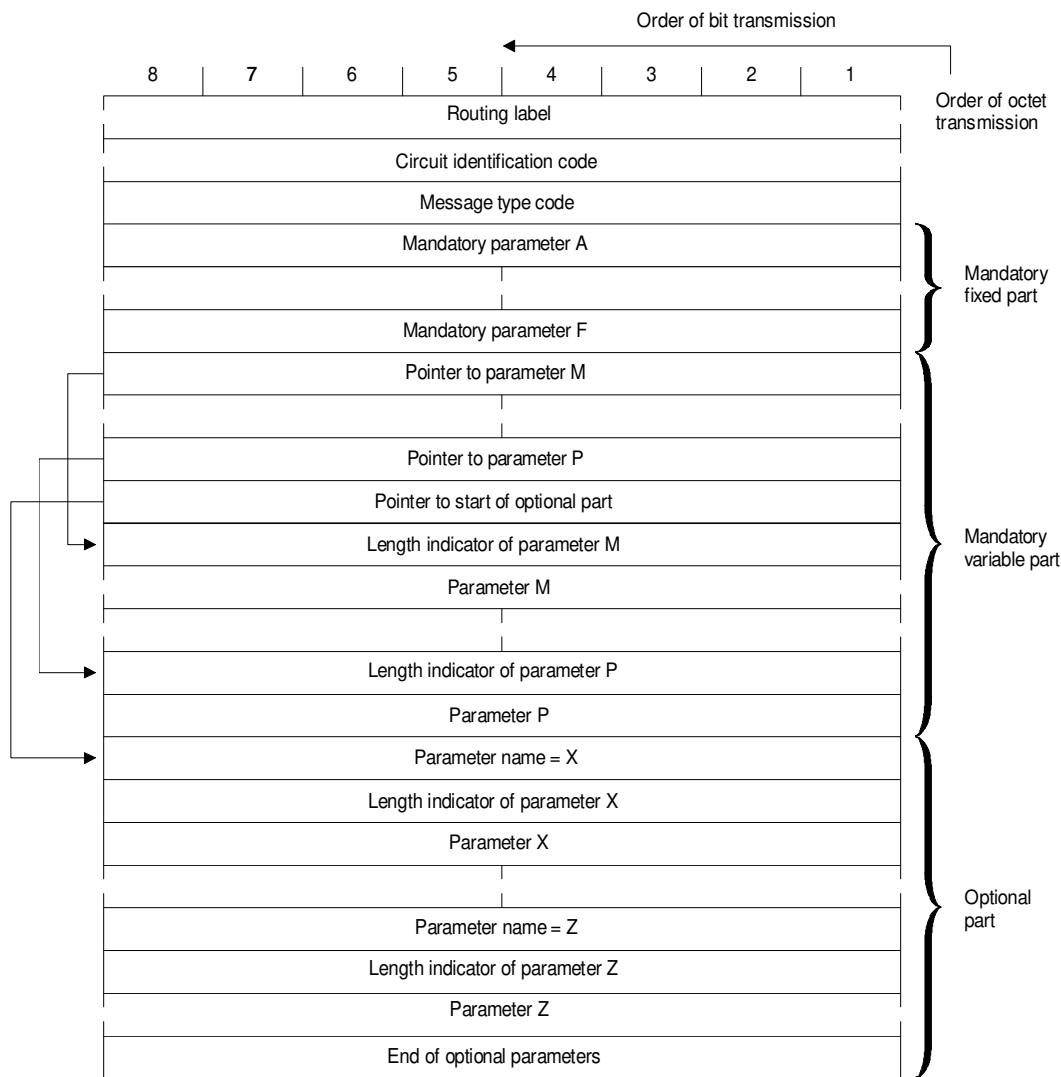 Order of bit transmission
8 7 6 5 4 3 2 1
Order of octet
transmission
Routing label
Circuit identification code
Message type code
Mandatory parameter A
Mandatory
fixed part
Mandatory parameter F
Pointer to parameter M
Pointer to parameter P
Pointer to start of optional part
Length indicator of parameter M
Mandatory
variable part
Parameter M
Length indicator of parameter P
Parameter P
Parameter name = X
Length indicator of parameter X
Parameter X
Optional
part
Parameter name = Z
Length indicator of parameter Z
Parameter Z
End of optional parameters